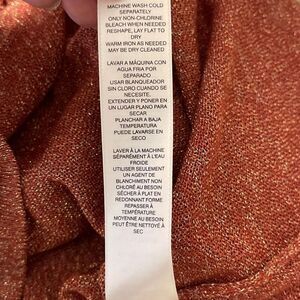 MACHINE WASH COLD
SEPARATELY
ONLY NON-CHLORINE
BLEACH WHEN NEEDED
RESHAPE, LAY FLAT TO
DRY
WARM IRON AS NEEDED
MAY BE DRY CLEANED
LAVAR A MÁQUINA CON
AGUA FRIA POR
SEPARADO
USAR BLANQUEADOR
SIN CLORO CUANDO SE
NECESITE.
EXTENDER Y PONER EN
UN LUGAR PLANO PARA
SECAR
PLANCHAR A BAJA
TEMPERATURA
PUEDE LAVARSE EN
SECO
LAVER À LA MACHINE
SÉPARÉMENT À L'EAU
FROIDE
UTILISER SEULEMENT
UN AGENT DE
BLANCHIMENT NON
CHLORÉ AU BESOIN
SÉCHER À PLAT EN
REDONNANT FORME
REPASSER À
TEMPÉRATURE
MOYENNE AU BESOIN
PEUT ÊTRE NETTOYÉ À
SEC